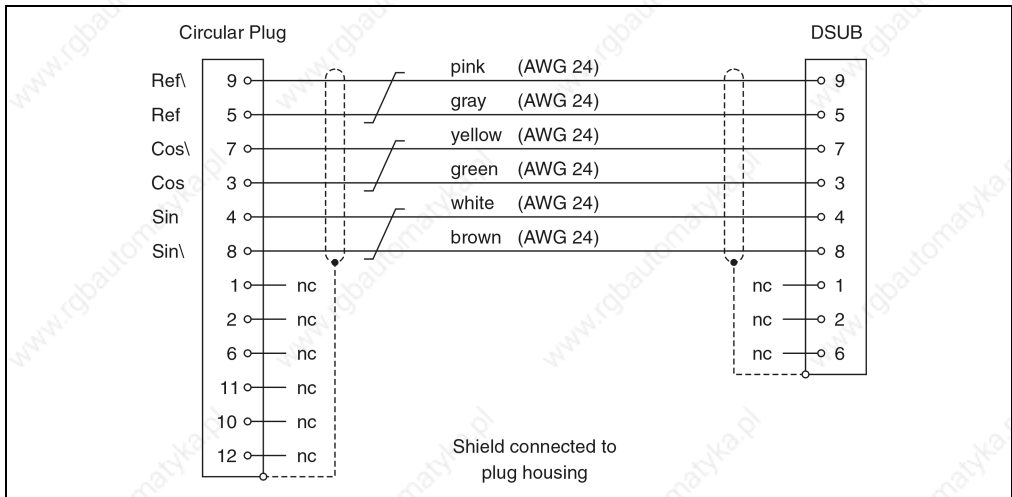 Circular Plug DSUB
Ref\ 9 pink (AWG 24) 9
Ref 5 gray (AWG 24) 5
Cos\ 7 yellow (AWG 24) 7
Cos 3 green (AWG 24) 3
Sin 4 white (AWG 24) 4
Sin\ 8 brown (AWG 24) 8
1 nc nc 1
2 nc nc 2
6 nc nc 6
11 nc
10 nc
12 nc
Shield connected to
plug housing
www.rgbautomatyka.pl